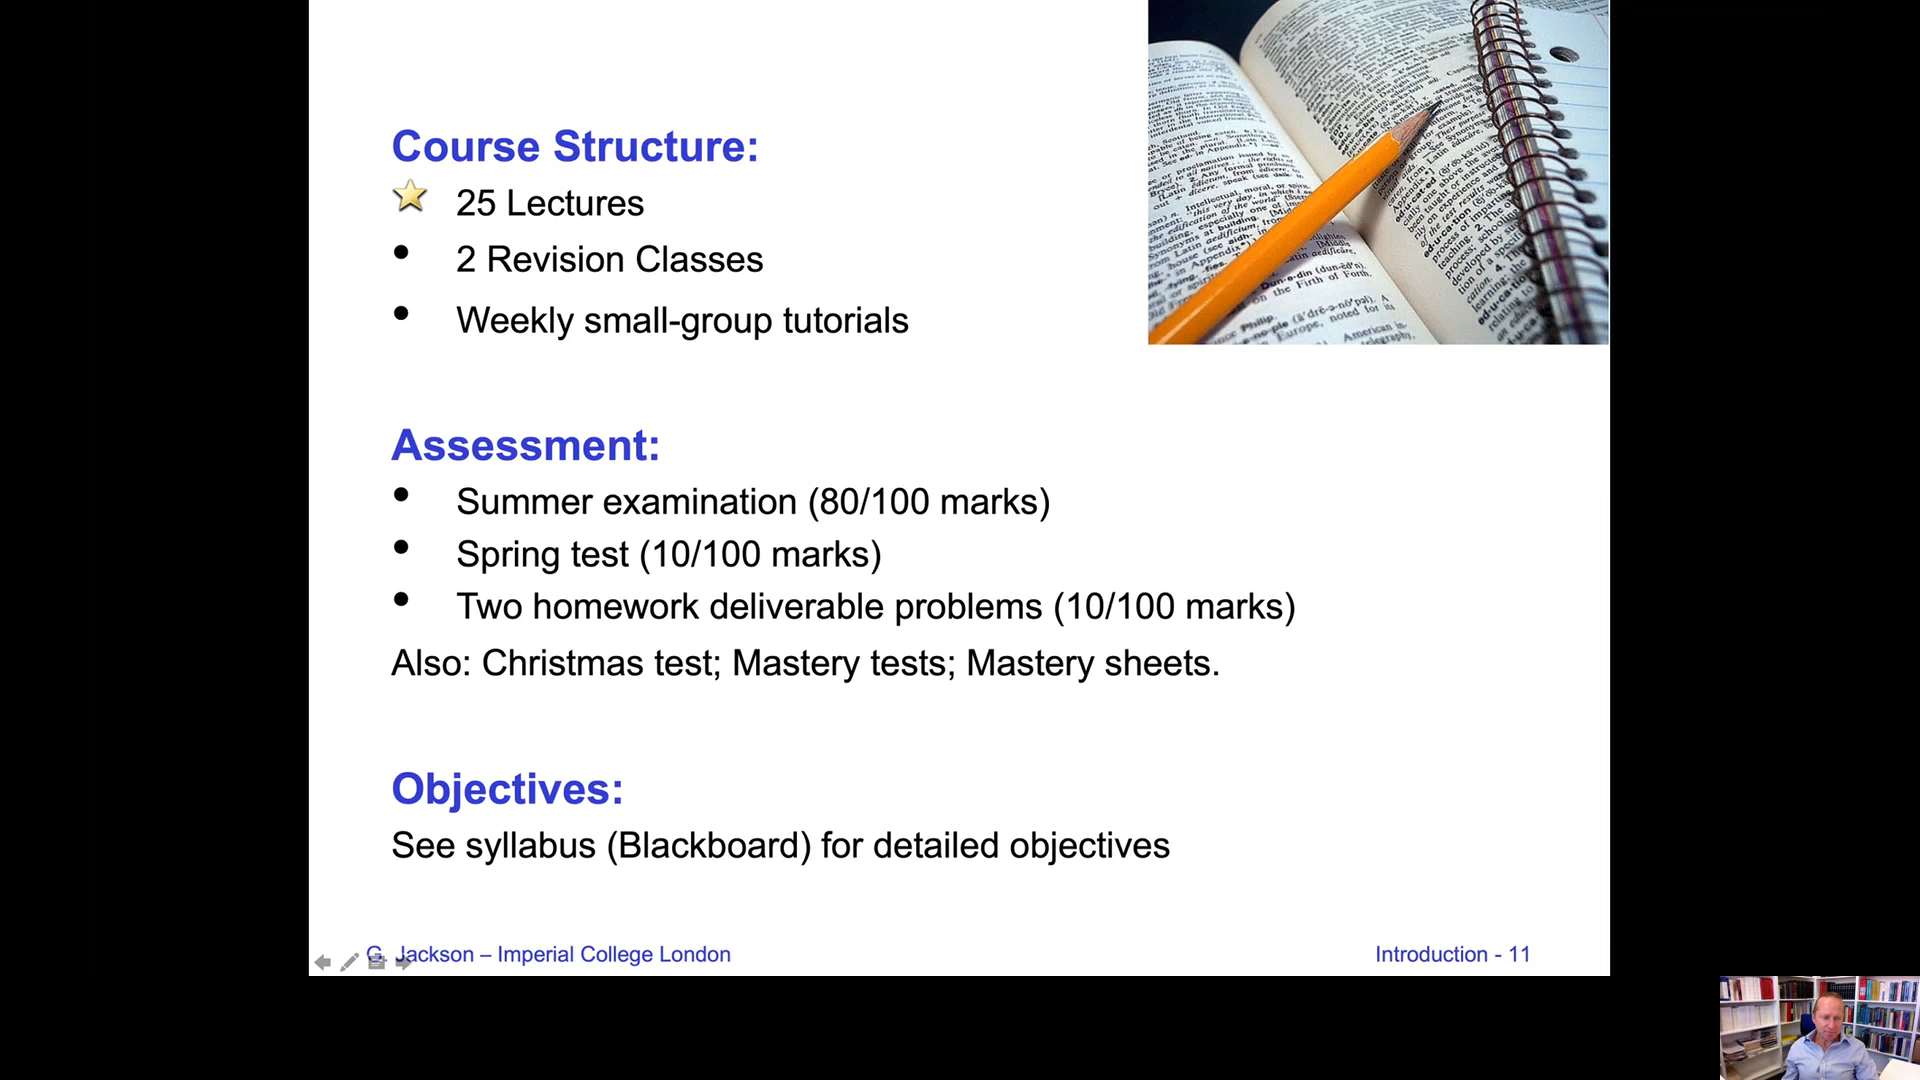 Course Structure:
25 Lectures
• 2 Revision Classes
• Weekly small-group tutorials
Assessment:
• Summer examination (80/100 marks)
• Spring test (10/100 marks)
• Two homework deliverable problems (10/100 marks)
Also: Christmas test; Mastery tests; Mastery sheets.
Objectives:
See syllabus (Blackboard) for detailed objectives
G. Jackson – Imperial College London
Introduction - 11